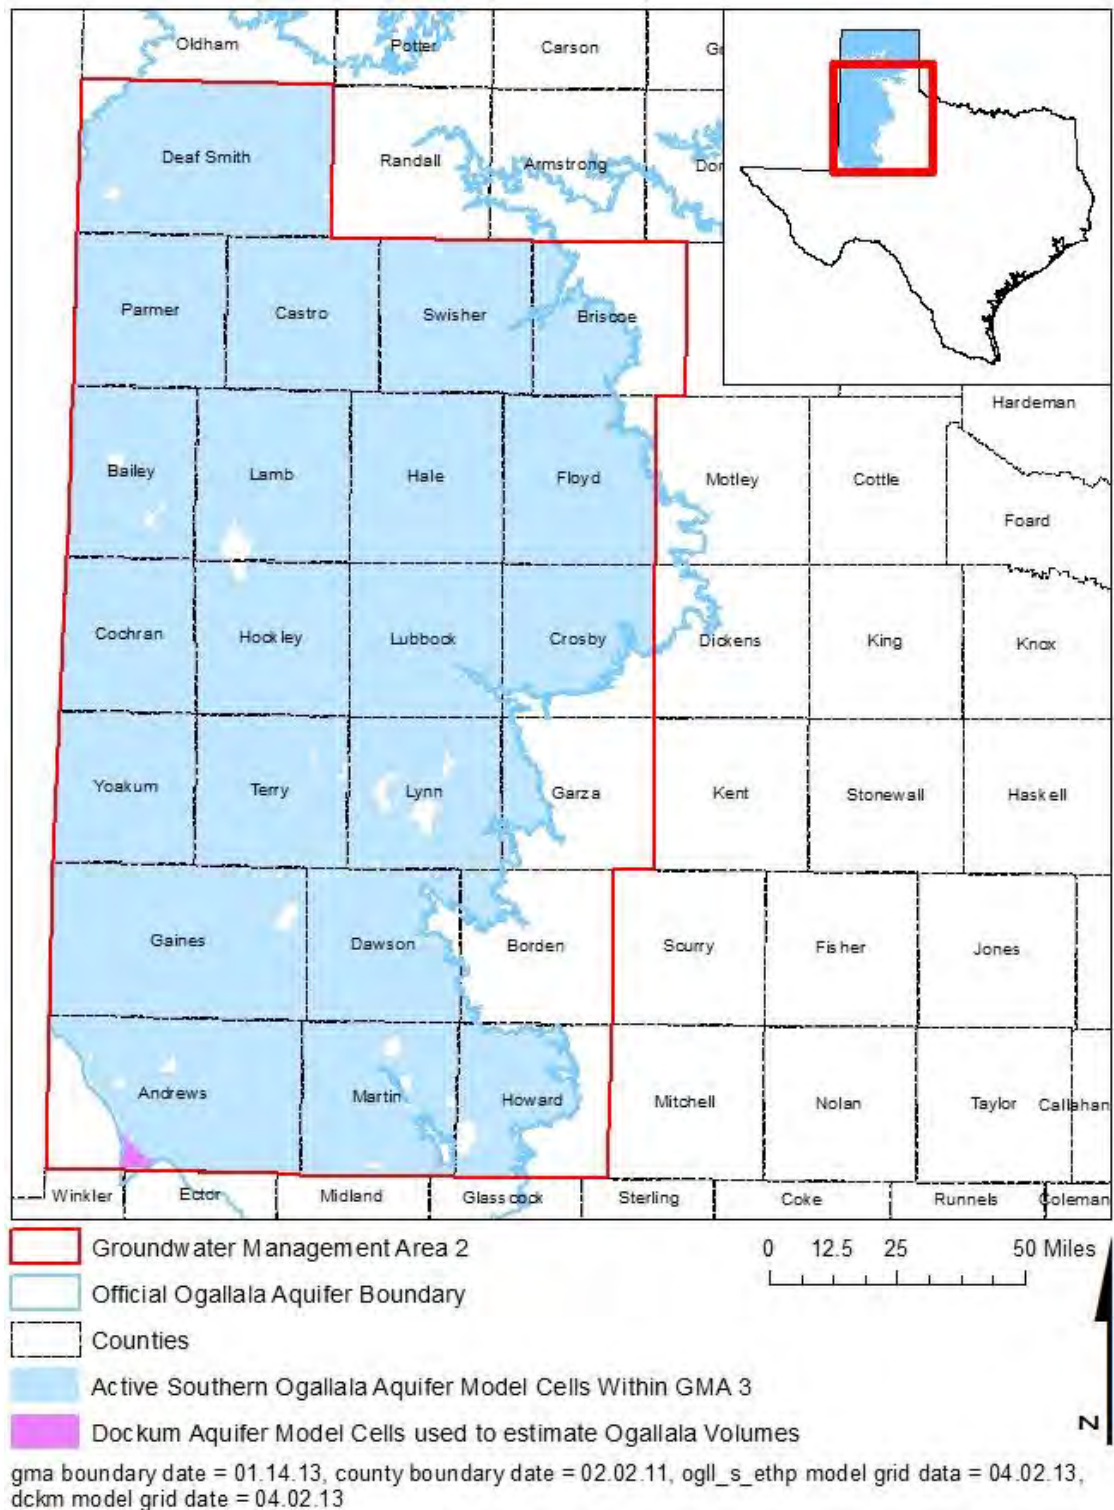 Oldham
Potter
Carson
Gr
Deaf Smith
Randall
Armstrong
Don
Parmer
Castro
Swisher
Briscoe
Hardeman
Bailey
Lamb
Hale
Floyd
Motley
Cottle
Foard
Cochran
Hockley
Lubbock
Crosby
Dickens
King
Knox
Yoakum
Terry
Lynn
Garza
Kent
Stonewall
Haskell
Gaines
Dawson
Borden
Scurry
Fisher
Jones
Andrews
Martin
Howard
Mitchell
Nolan
Taylor
Callahan
Winkler
Ector
Midland
Glasscock
Sterling
Coke
Runnels
Coleman
Groundwater Management Area 2
0 12.5 25 50 Miles
Official Ogallala Aquifer Boundary
Counties
Active Southern Ogallala Aquifer Model Cells Within GMA 3
Dockum Aquifer Model Cells used to estimate Ogallala Volumes
N
gma boundary date = 01.14.13, county boundary date = 02.02.11, ogll_s_ethp model grid data = 04.02.13,
dckm model grid date = 04.02.13